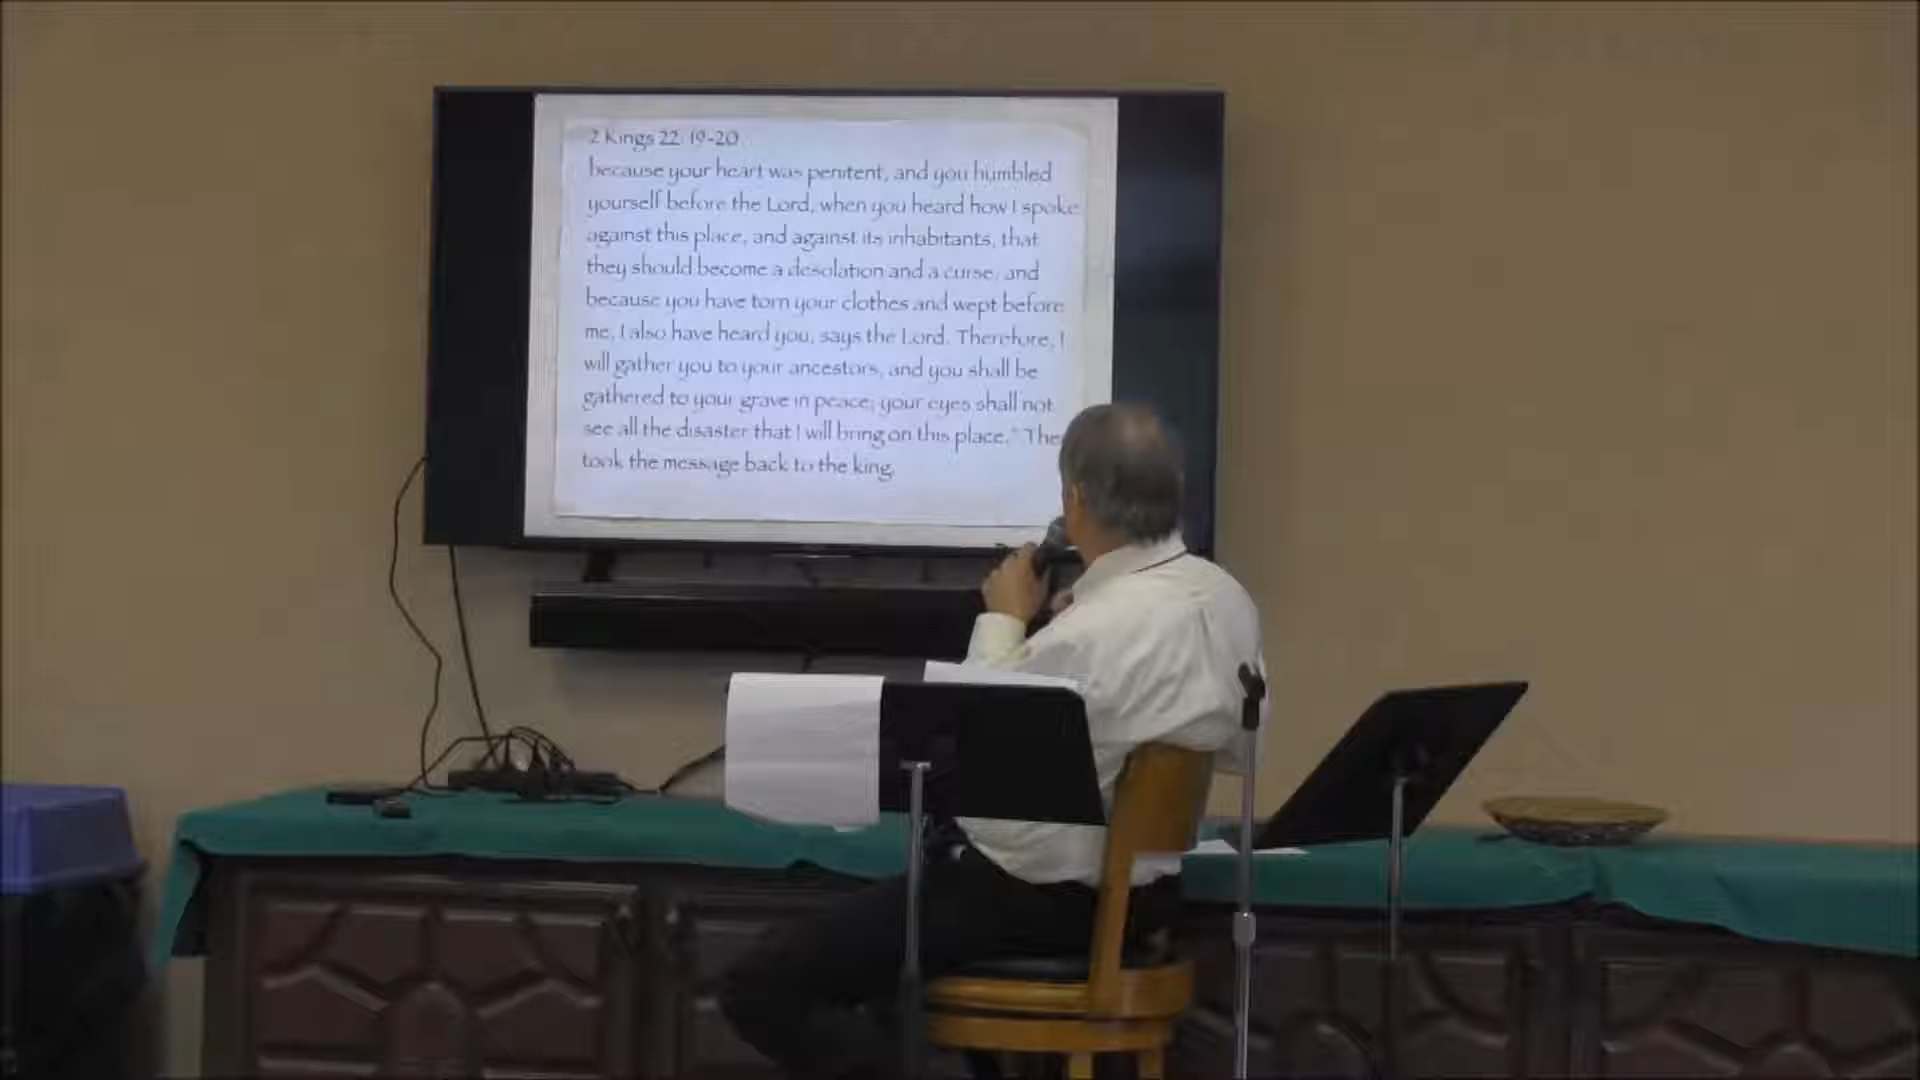 2 Kings 22: 19-20
because your heart was penitent, and you humbled
yourself before the Lord, when you heard how I spoke
against this place, and against its inhabitants, that
they should become a desolation and a curse, and
because you have torn your clothes and wept before
me, I also have heard you, says the Lord. Therefore, I
will gather you to your ancestors, and you shall be
gathered to your grave in peace; your eyes shall not
see all the disaster that I will bring on this place." The
took the message back to the king.